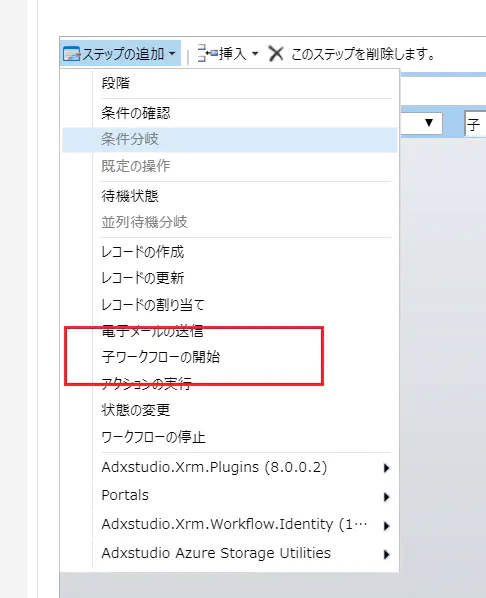 ステップの追加 挿入 このステップを削除します。
段階
条件の確認
子
条件分岐
既定の操作
待機状態
並列待機分岐
レコードの作成
レコードの更新
レコードの割り当て
電子メールの送信
子ワークフローの開始
アクションの実行
状態の変更
ワークフローの停止
Adxstudio.Xrm.Plugins (8.0.0.2)
Portals
Adxstudio.Xrm.Workflow.Identity (1…
Adxstudio Azure Storage Utilities